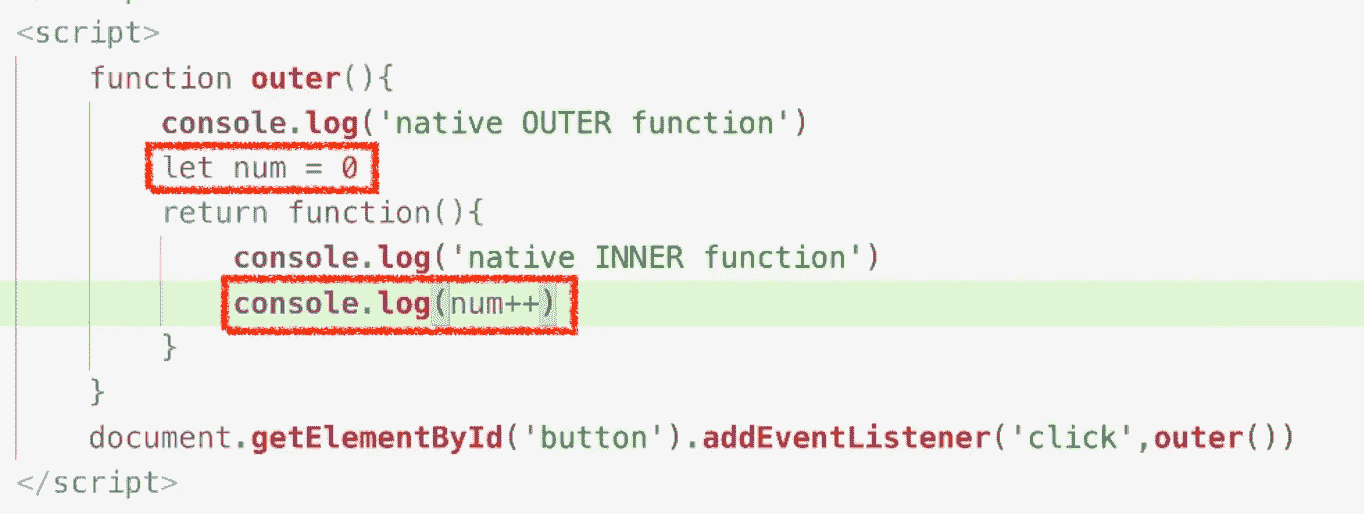 <script>
function outer(){
console.log('native OUTER function')
let num = 0
return function(){
console.log('native INNER function')
console.log(num++)
}
}
document.getElementById('button').addEventListener('click',outer())
</script>